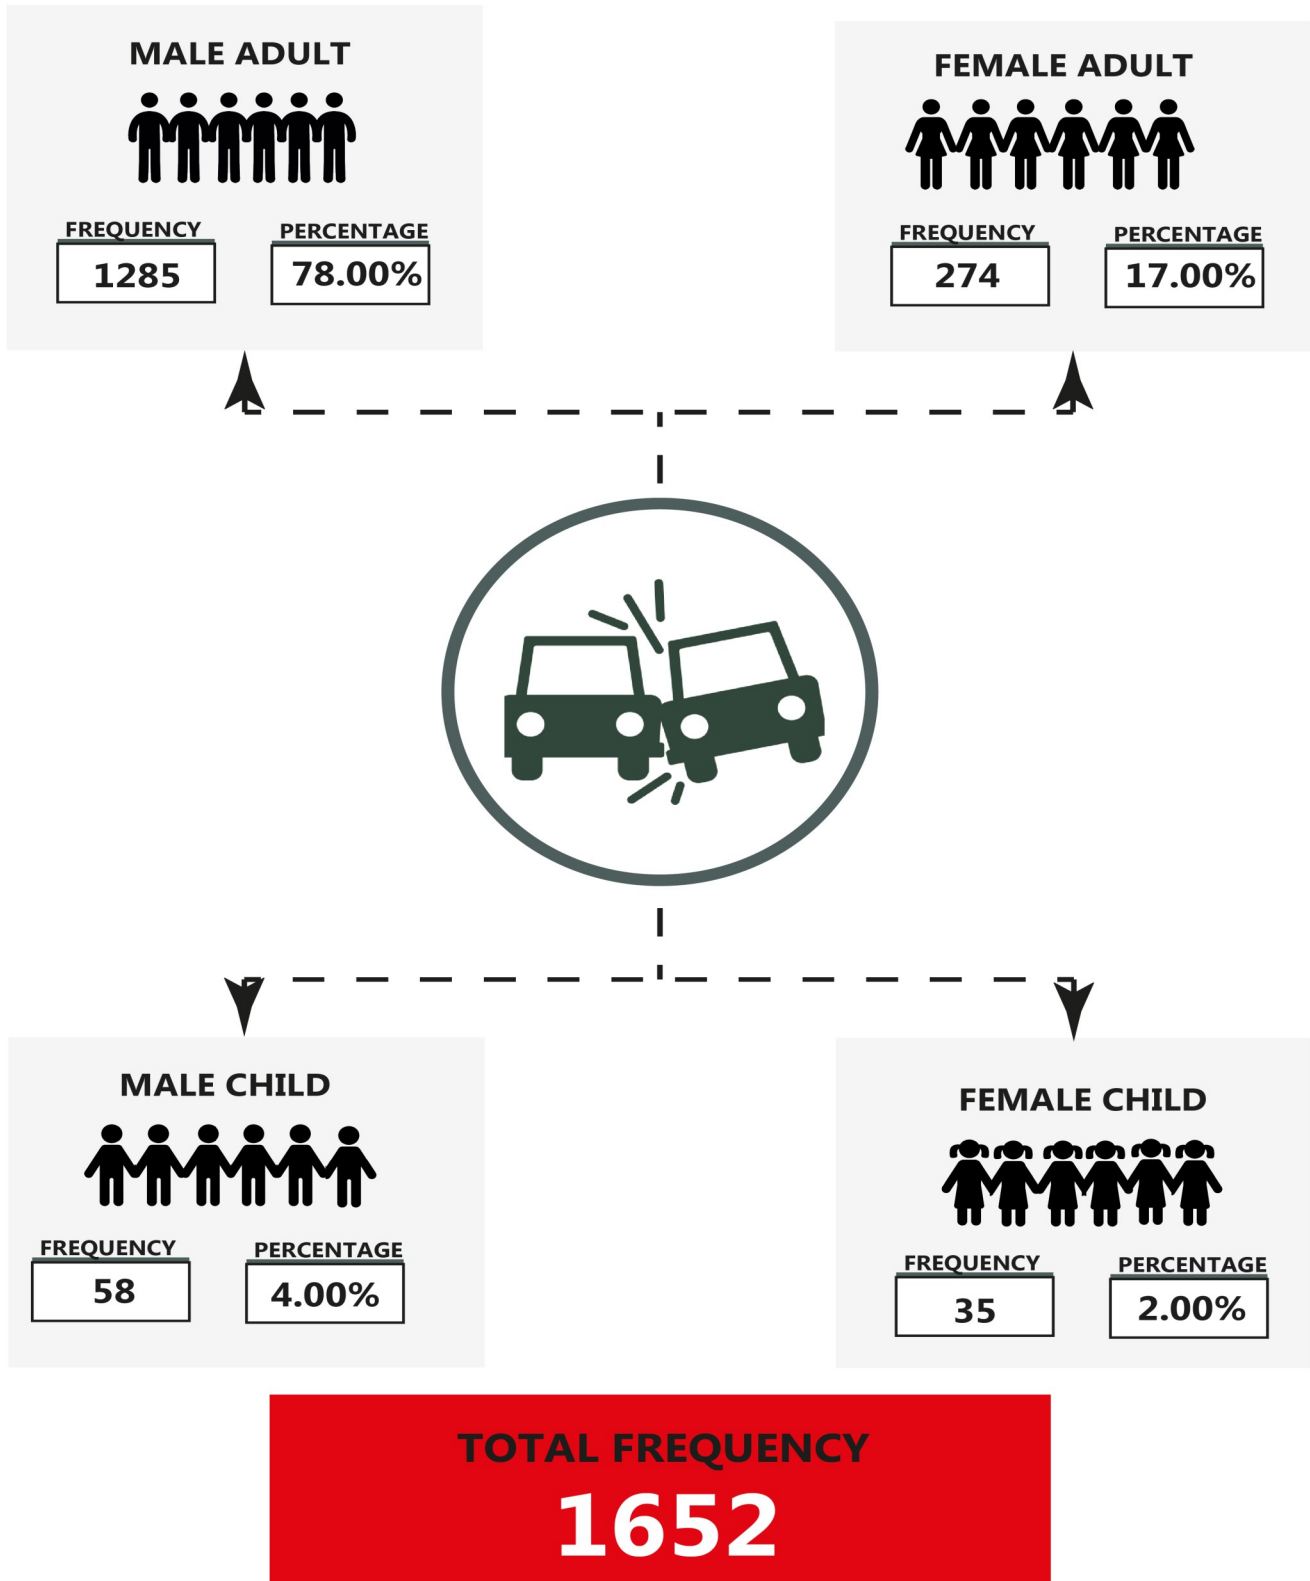 MALE ADULT
FREQUENCY PERCENTAGE
1285 78.00%
FEMALE ADULT
FREQUENCY PERCENTAGE
274 17.00%
MALE CHILD
FREQUENCY PERCENTAGE
58 4.00%
FEMALE CHILD
FREQUENCY PERCENTAGE
35 2.00%
TOTAL FREQUENCY
1652